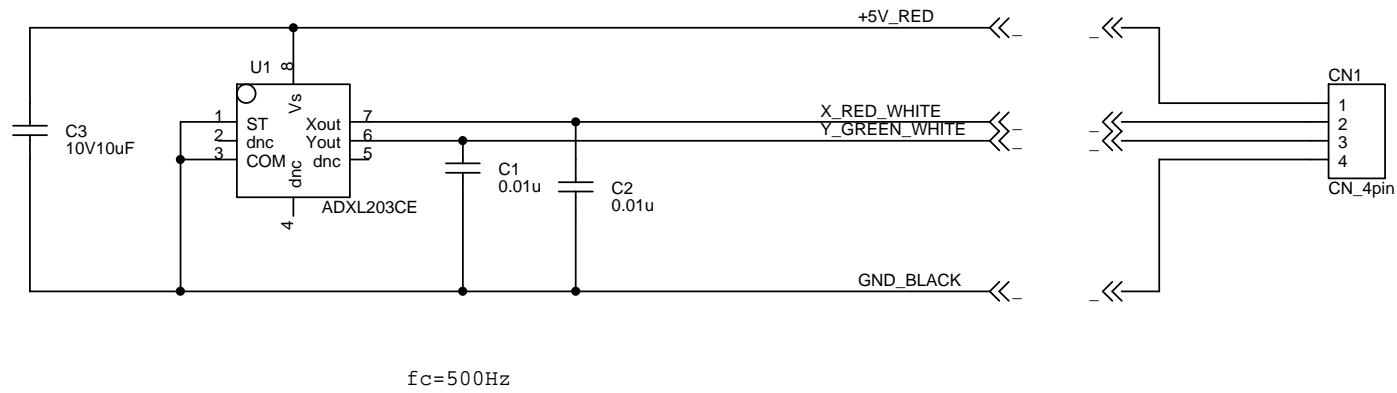 +5V_RED
U1
8
Vs
CN1
1
ST
Xout
7
X_RED_WHITE
1
2
dnc
Yout
6
Y_GREEN_WHITE
2
3
COM
dnc
dnc
5
3
4
C3
10V10uF
C1
0.01u
C2
0.01u
CN_4pin
ADXL203CE
4
GND_BLACK
_ _
_ _
_ _
_ _
fc=500Hz